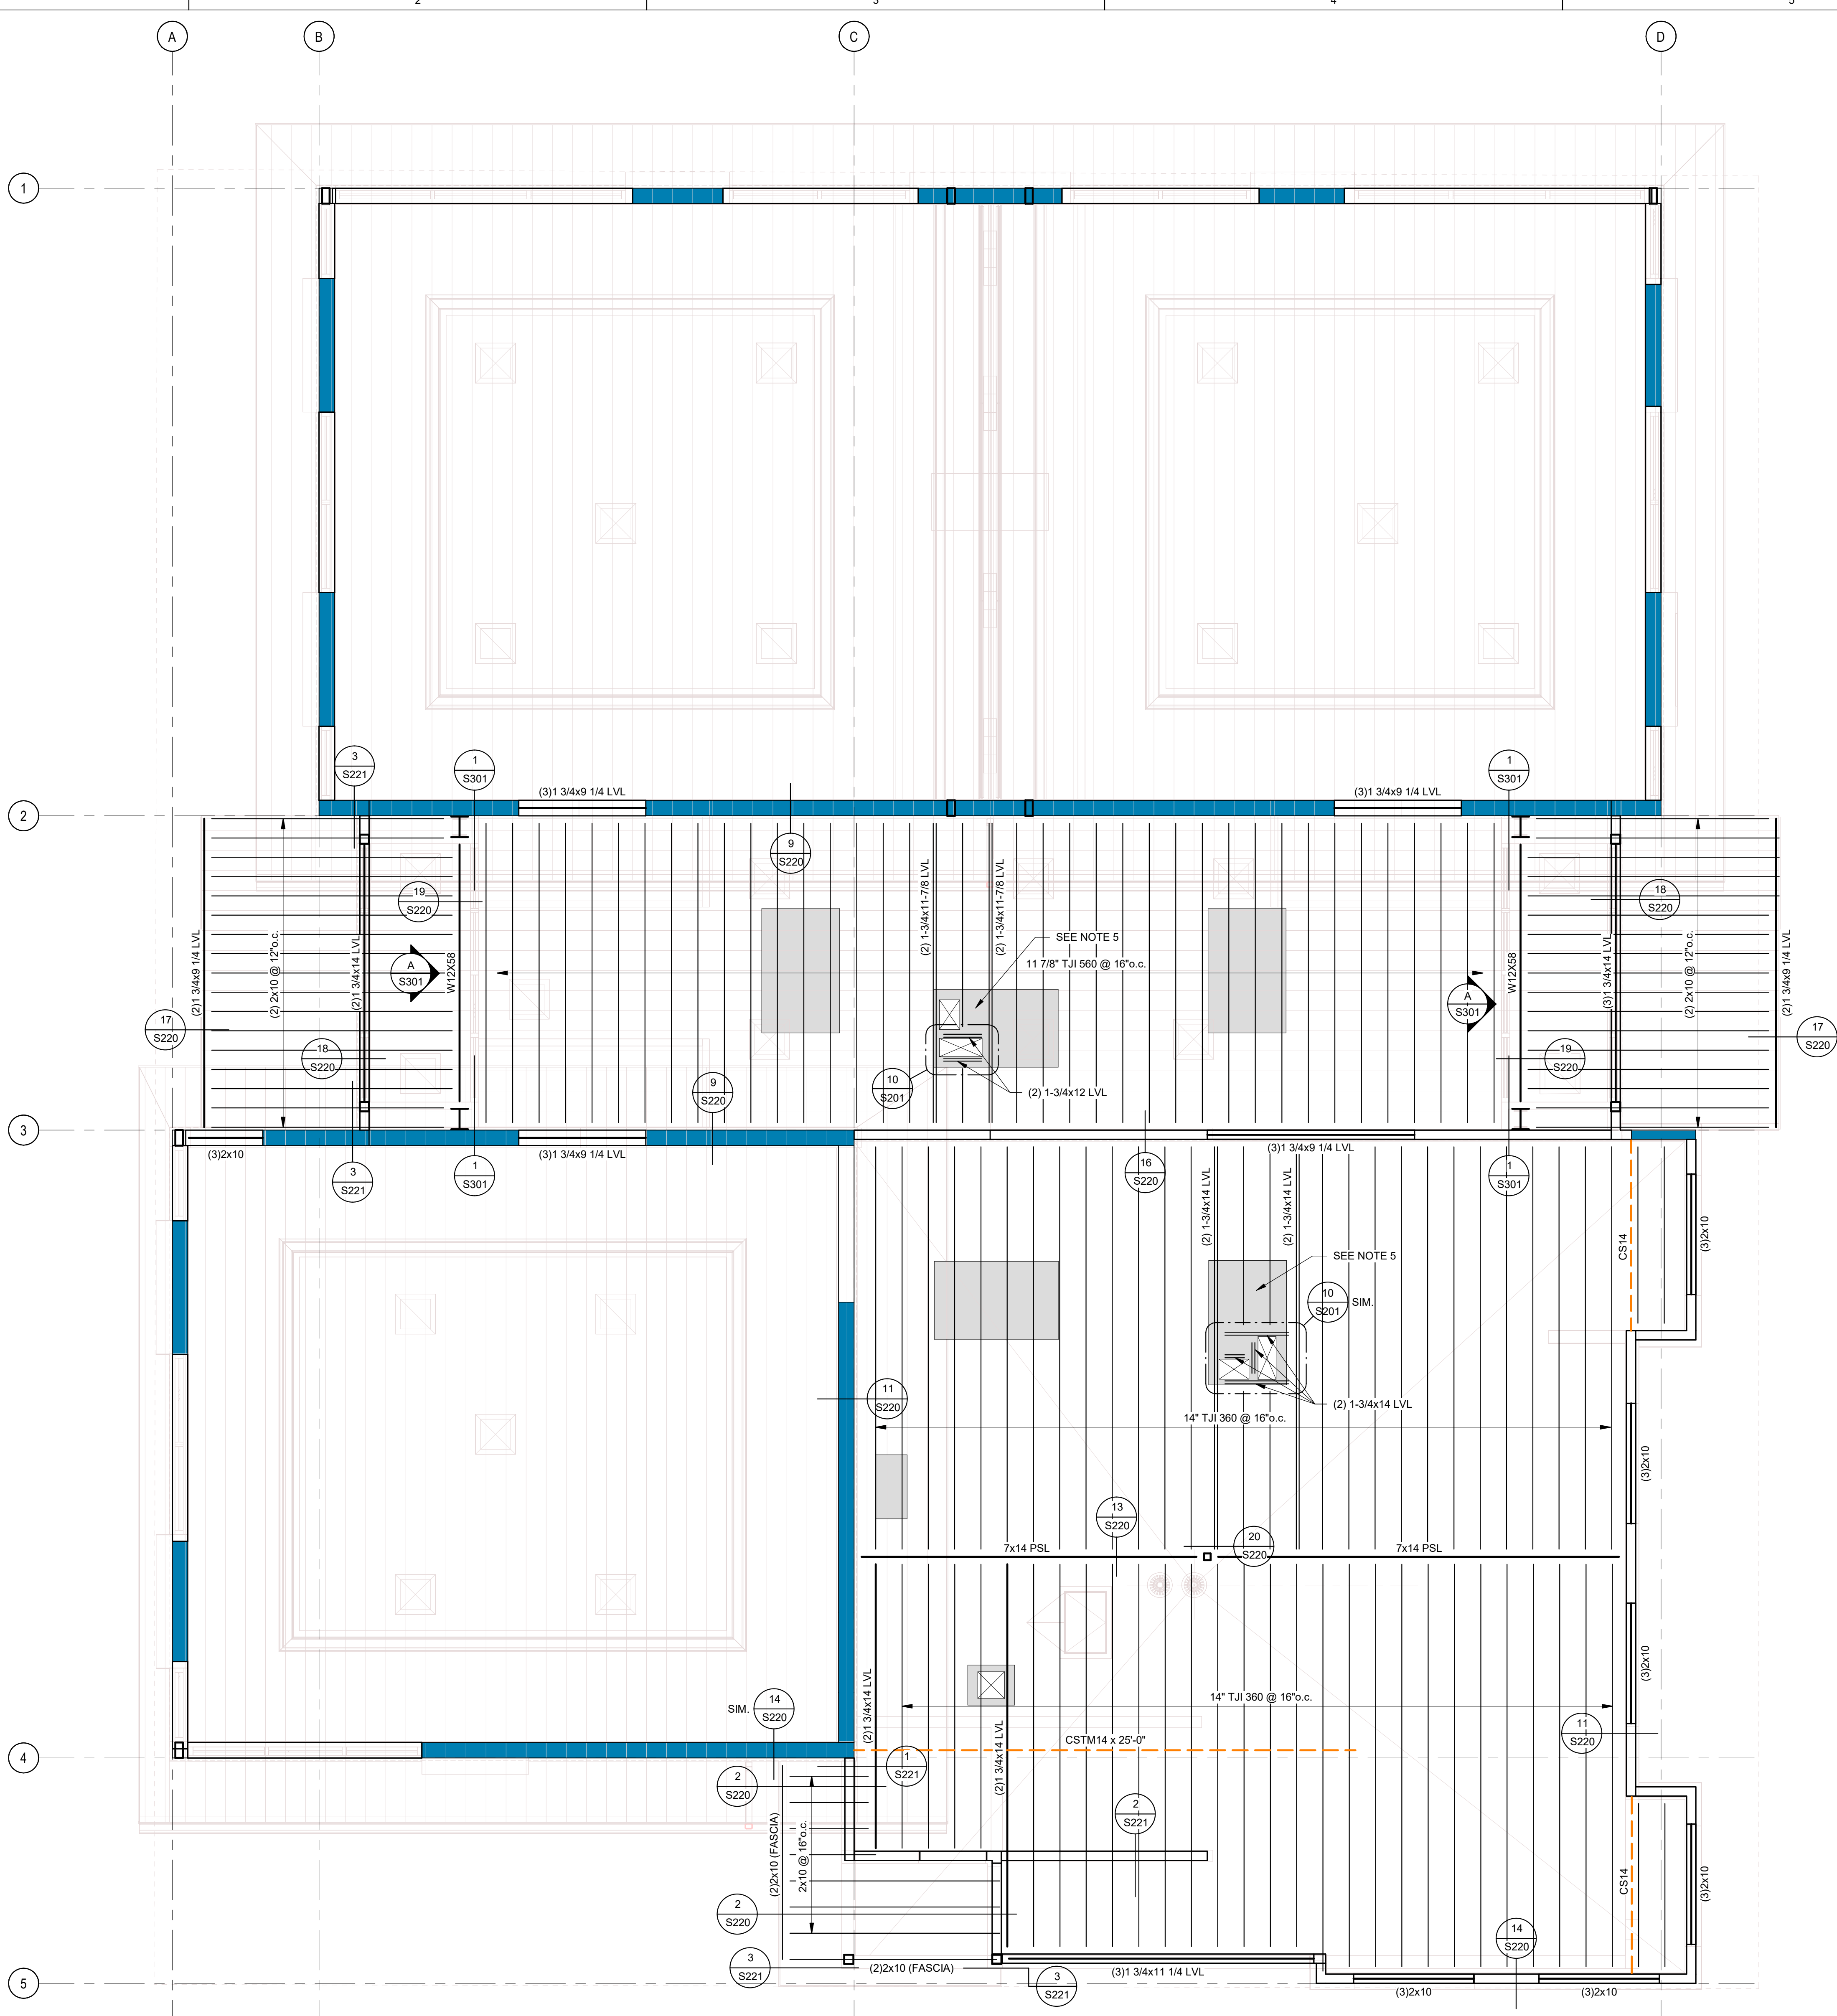 2
3
4
5
A
B
C
D
1
3
S221
1
S301
(3)1 3/4x9 1/4 LVL
(3)1 3/4x9 1/4 LVL
1
S301
2
9
S220
(2) 1-3/4x11-7/8 LVL
(2) 1-3/4x11-7/8 LVL
19
S220
18
S220
(2)1 3/4x9 1/4 LVL
(2) 2x10 @ 12"o.c.
(2)1 3/4x14 LVL
A
S301
W12X58
SEE NOTE 5
11 7/8" TJI 560 @ 16"o.c.
A
S301
W12X58
(3)1 3/4x14 LVL
(2) 2x10 @ 12"o.c.
(2)1 3/4x9 1/4 LVL
17
S220
18
S220
17
S220
19
S220
10
S201
9
S220
(2) 1-3/4x12 LVL
3
(3)2x10
3
S221
1
S301
(3)1 3/4x9 1/4 LVL
(3)1 3/4x9 1/4 LVL
16
S220
1
S301
(2) 1-3/4x14 LVL
(2) 1-3/4x14 LVL
CS14
(3)2x10
SEE NOTE 5
10
S201
SIM.
11
S220
(2) 1-3/4x14 LVL
14" TJI 360 @ 16"o.c.
(3)2x10
13
S220
20
S220
7x14 PSL
7x14 PSL
(3)2x10
(2)1 3/4x14 LVL
14" TJI 360 @ 16"o.c.
SIM.
14
S220
11
S220
CSTM14 x 25'-0"
4
1
S221
(2)1 3/4x14 LVL
2
S220
2
S221
(2)2x10 (FASCIA)
2x10 @ 16"o.c.
CS14
(3)2x10
2
S220
14
S220
3
S221
(2)2x10 (FASCIA)
3
S221
(3)1 3/4x11 1/4 LVL
5
(3)2x10
(3)2x10